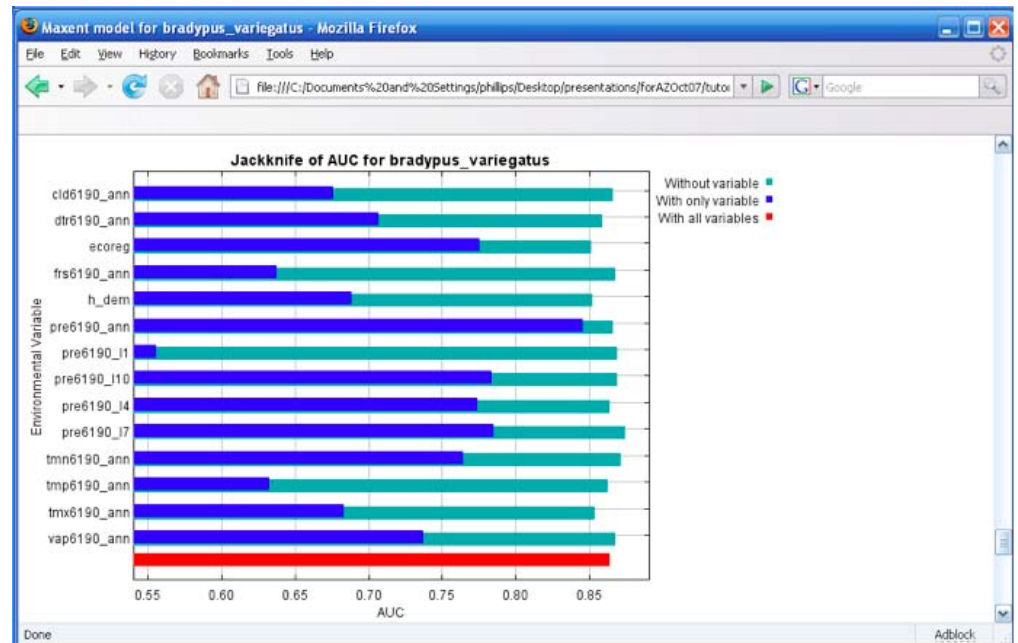 Maxent model for bradypus_variegatus - Mozilla Firefox
File Edit View History Bookmarks Tools Help
file:///C:/Documents%20and%20Settings/phillips/Desktop/presentations/forAZOct07/tutor
G Google
Jackknife of AUC for bradypus_variegatus
Without variable
With only variable
With all variables
Environmental Variable
cld6190_ann
dtr6190_ann
ecoreg
frs6190_ann
h_dem
pre6190_ann
pre6190_l1
pre6190_l10
pre6190_l4
pre6190_l7
tmn6190_ann
tmp6190_ann
tmx6190_ann
vap6190_ann
0.55 0.60 0.65 0.70 0.75 0.80 0.85
AUC
Done Adblock